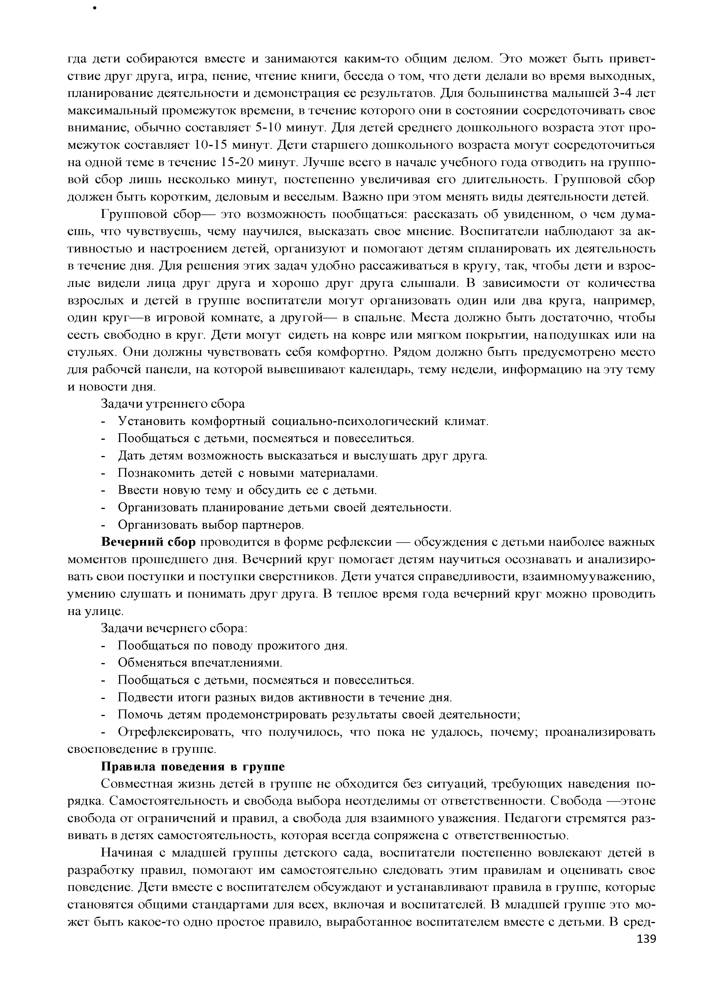 •
гда дети собираются вместе и занимаются каким-то общим делом. Это может быть привет-
ствие друг друга, игра, пение, чтение книги, беседа о том, что дети делали во время выходных,
планирование деятельности и демонстрация ее результатов. Для большинства малышей 3-4 лет
максимальный промежуток времени, в течение которого они в состоянии сосредоточивать свое
внимание, обычно составляет 5-10 минут. Для детей среднего дошкольного возраста этот про-
межуток составляет 10-15 минут. Дети старшего дошкольного возраста могут сосредоточиться
на одной теме в течение 15-20 минут. Лучше всего в начале учебного года отводить на группо-
вой сбор лишь несколько минут, постепенно увеличивая его длительность. Групповой сбор
должен быть коротким, деловым и веселым. Важно при этом менять виды деятельности детей.
Групповой сбор— это возможность пообщаться: рассказать об увиденном, о чем дума-
ешь, что чувствуешь, чему научился, высказать свое мнение. Воспитатели наблюдают за ак-
тивностью и настроением детей, организуют и помогают детям спланировать их деятельность
в течение дня. Для решения этих задач удобно рассаживаться в кругу, так, чтобы дети и взрос-
лые видели лица друг друга и хорошо друг друга слышали. В зависимости от количества
взрослых и детей в группе воспитатели могут организовать один или два круга, например,
один круг—в игровой комнате, а другой— в спальне. Места должно быть достаточно, чтобы
сесть свободно в круг. Дети могут сидеть на ковре или мягком покрытии, наподушках или на
стульях. Они должны чувствовать себя комфортно. Рядом должно быть предусмотрено место
для рабочей панели, на которой вывешивают календарь, тему недели, информацию на эту тему
и новости дня.
Задачи утреннего сбора
- Установить комфортный социально-психологический климат.
- Пообщаться с детьми, посмеяться и повеселиться.
- Дать детям возможность высказаться и выслушать друг друга.
- Познакомить детей с новыми материалами.
- Ввести новую тему и обсудить ее с детьми.
- Организовать планирование детьми своей деятельности.
- Организовать выбор партнеров.
Вечерний сбор проводится в форме рефлексии — обсуждения с детьми наиболее важных
моментов прошедшего дня. Вечерний круг помогает детям научиться осознавать и анализиро-
вать свои поступки и поступки сверстников. Дети учатся справедливости, взаимномууважению,
умению слушать и понимать друг друга. В теплое время года вечерний круг можно проводить
на улице.
Задачи вечернего сбора:
- Пообщаться по поводу прожитого дня.
- Обменяться впечатлениями.
- Пообщаться с детьми, посмеяться и повеселиться.
- Подвести итоги разных видов активности в течение дня.
- Помочь детям продемонстрировать результаты своей деятельности;
- Отрефлексировать, что получилось, что пока не удалось, почему; проанализировать
своеповедение в группе.
Правила поведения в группе
Совместная жизнь детей в группе не обходится без ситуаций, требующих наведения по-
рядка. Самостоятельность и свобода выбора неотделимы от ответственности. Свобода —этоне
свобода от ограничений и правил, а свобода для взаимного уважения. Педагоги стремятся раз-
вивать в детях самостоятельность, которая всегда сопряжена с ответственностью.
Начиная с младшей группы детского сада, воспитатели постепенно вовлекают детей в
разработку правил, помогают им самостоятельно следовать этим правилам и оценивать свое
поведение. Дети вместе с воспитателем обсуждают и устанавливают правила в группе, которые
становятся общими стандартами для всех, включая и воспитателей. В младшей группе это мо-
жет быть какое-то одно простое правило, выработанное воспитателем вместе с детьми. В сред-
139